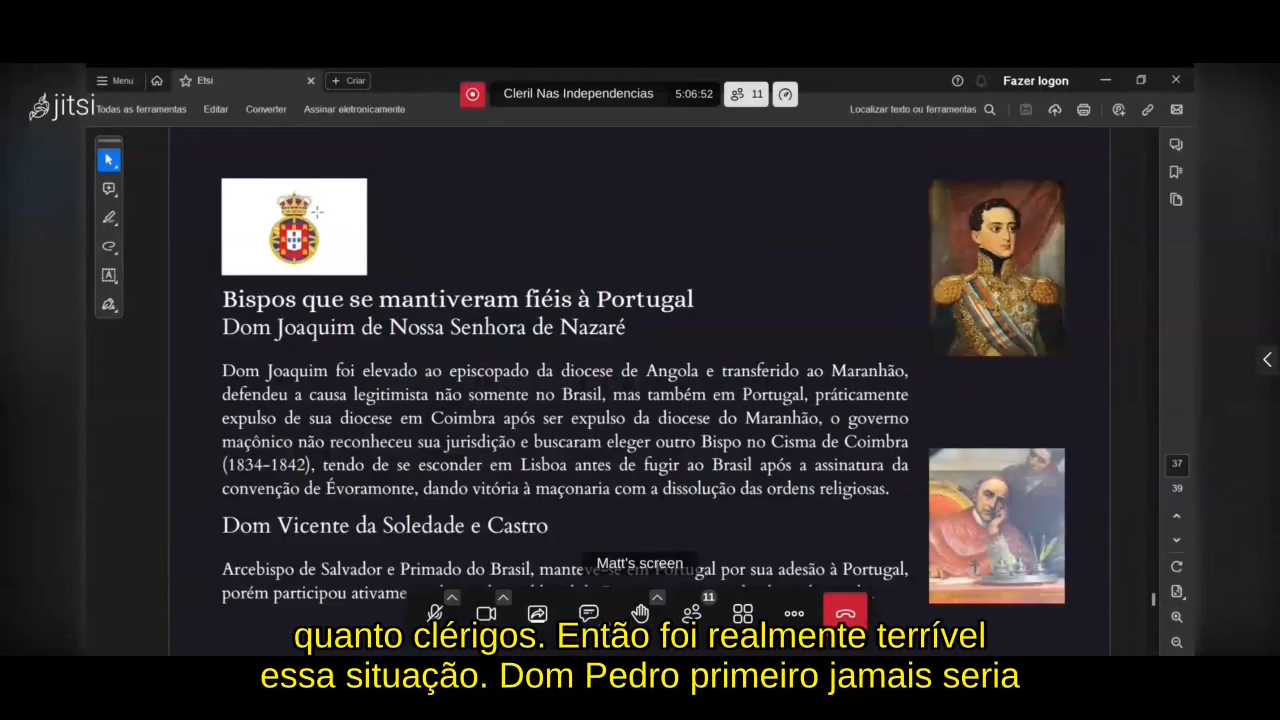 Menu
Etsi
Criar
Cleril Nas Independencias
5:06:52
11
Fazer logon
jitsi
Todas as ferramentas
Editar
Converter
Assinar eletronicamente
Localizar texto ou ferramentas
Bispos que se mantiveram fiéis à Portugal
Dom Joaquim de Nossa Senhora de Nazaré
Dom Joaquim foi elevado ao episcopado da diocese de Angola e transferido ao Maranhão,
defendeu a causa legitimista não somente no Brasil, mas também em Portugal, práticamente
expulso de sua diocese em Coimbra após ser expulso da diocese do Maranhão, o governo
maçônico não reconheceu sua jurisdição e buscaram eleger outro Bispo no Cisma de Coimbra
(1834-1842), tendo de se esconder em Lisboa antes de fugir ao Brasil após a assinatura da
convenção de Évoramonte, dando vitória à maçonaria com a dissolução das ordens religiosas.
37
39
Dom Vicente da Soledade e Castro
Matt's screen
Arcebispo de Salvador e Primado do Brasil, manteve-se em Portugal por sua adesão à Portugal,
porém participou ativame
11
quanto clérigos. Então foi realmente terrível
essa situação. Dom Pedro primeiro jamais seria